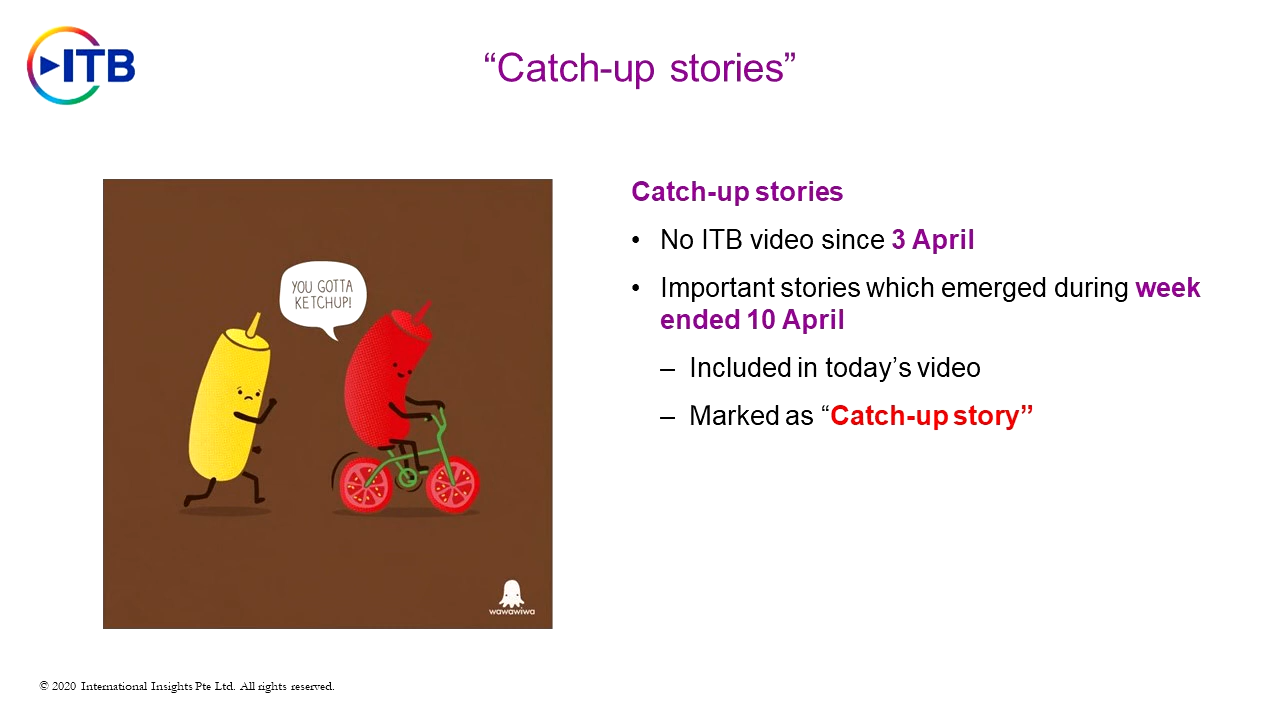 ITB
“Catch-up stories”
YOU GOTTA
KETCHUP!
wawawiwa
Catch-up stories
• No ITB video since 3 April
• Important stories which emerged during week
ended 10 April
– Included in today’s video
– Marked as “Catch-up story”
© 2020 International Insights Pte Ltd. All rights reserved.